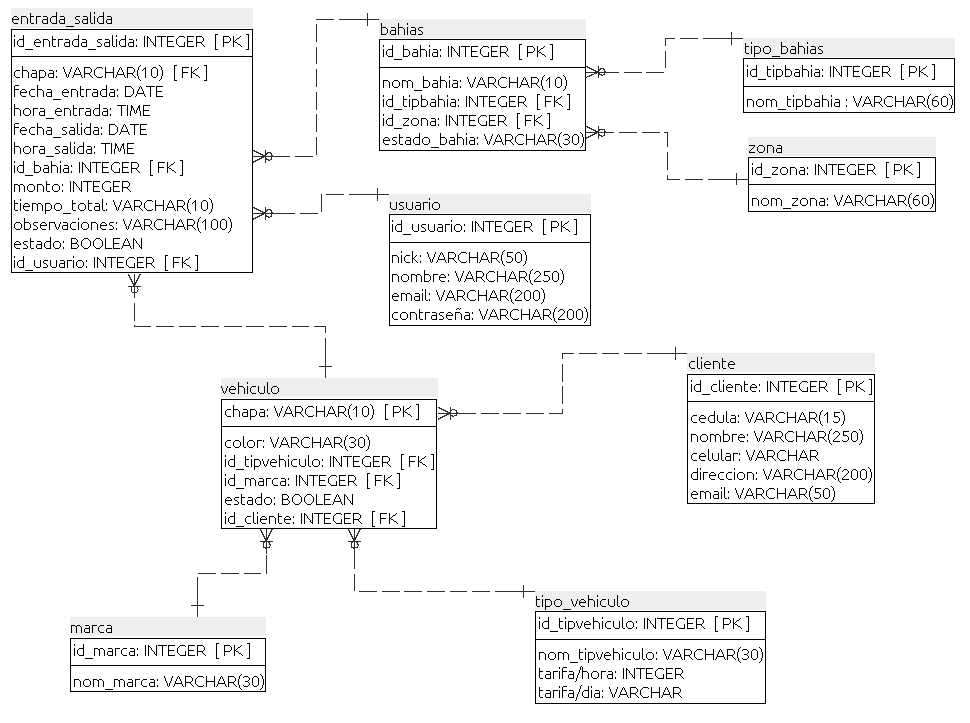 entrada_salida
id_entrada_salida: INTEGER [PK]
chapa: VARCHAR(10) [FK]
fecha_entrada: DATE
hora_entrada: TIME
fecha_salida: DATE
hora_salida: TIME
id_bahia: INTEGER [FK]
monto: INTEGER
tiempo_total: VARCHAR(10)
observaciones: VARCHAR(100)
estado: BOOLEAN
id_usuario: INTEGER [FK]
bahias
id_bahia: INTEGER [PK]
nom_bahia: VARCHAR(10)
id_tipbahia: INTEGER [FK]
id_zona: INTEGER [FK]
estado_bahia: VARCHAR(30)
tipo_bahias
id_tipbahia: INTEGER [PK]
nom_tipbahia : VARCHAR(60)
zona
id_zona: INTEGER [PK]
nom_zona: VARCHAR(60)
usuario
id_usuario: INTEGER [PK]
nick: VARCHAR(50)
nombre: VARCHAR(250)
email: VARCHAR(200)
contraseña: VARCHAR(200)
vehiculo
chapa: VARCHAR(10) [PK]
color: VARCHAR(30)
id_tipvehiculo: INTEGER [FK]
id_marca: INTEGER [FK]
estado: BOOLEAN
id_cliente: INTEGER [FK]
cliente
id_cliente: INTEGER [PK]
cedula: VARCHAR(15)
nombre: VARCHAR(250)
celular: VARCHAR
direccion: VARCHAR(200)
email: VARCHAR(50)
marca
id_marca: INTEGER [PK]
nom_marca: VARCHAR(30)
tipo_vehiculo
id_tipvehiculo: INTEGER [PK]
nom_tipvehiculo: VARCHAR(30)
tarifa/hora: INTEGER
tarifa/dia: VARCHAR